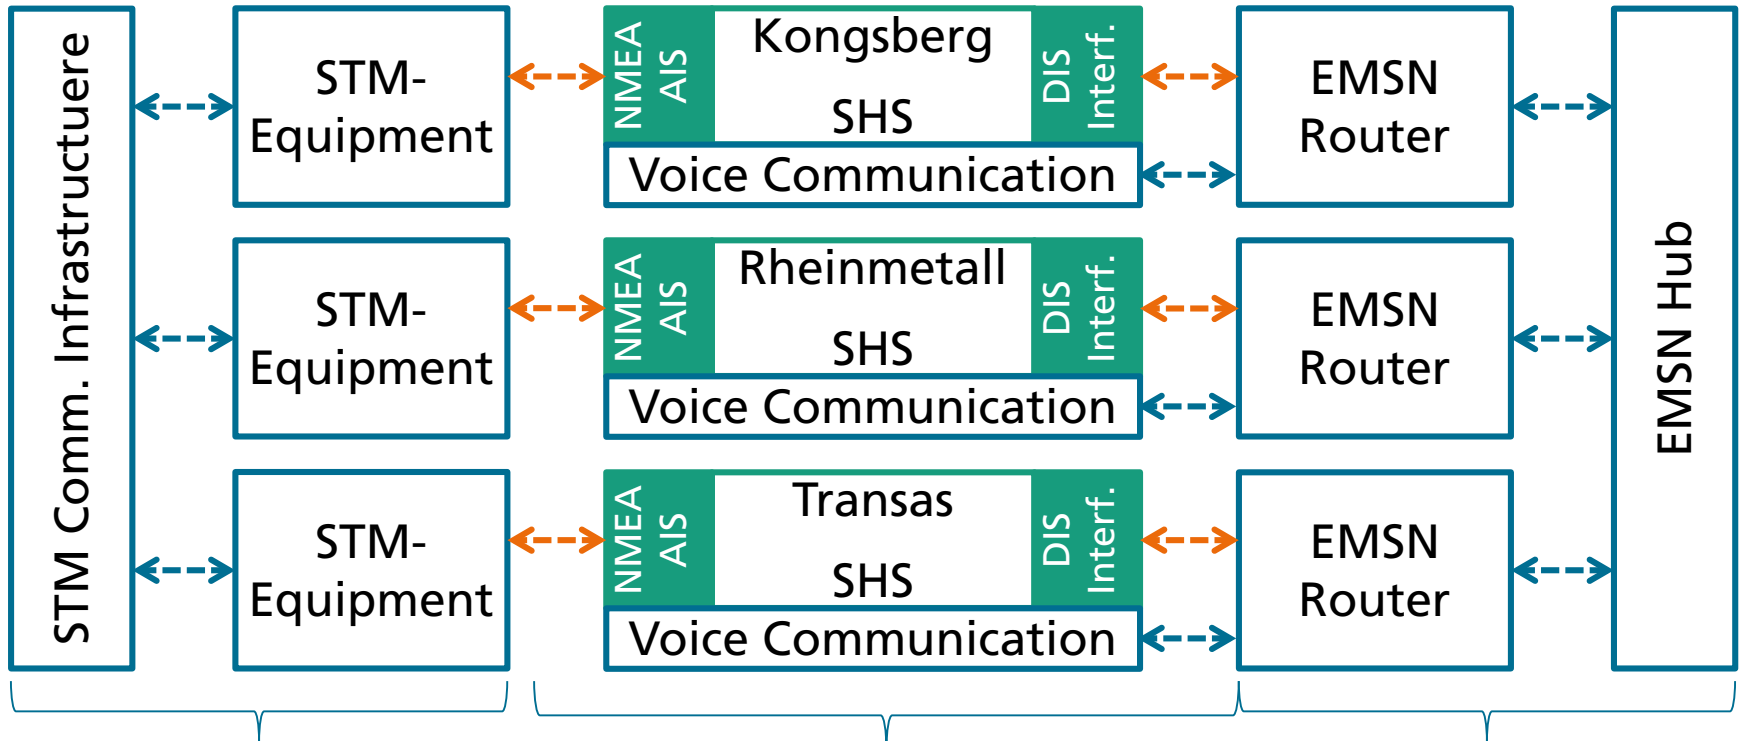 STM Comm. Infrastructuere
STM-
Equipment
NMEA
AIS
Kongsberg
SHS
DIS
Interf.
Voice Communication
EMSN
Router
STM-
Equipment
NMEA
AIS
Rheinmetall
SHS
DIS
Interf.
Voice Communication
EMSN
Router
STM-
Equipment
NMEA
AIS
Transas
SHS
DIS
Interf.
Voice Communication
EMSN
Router
EMSN Hub